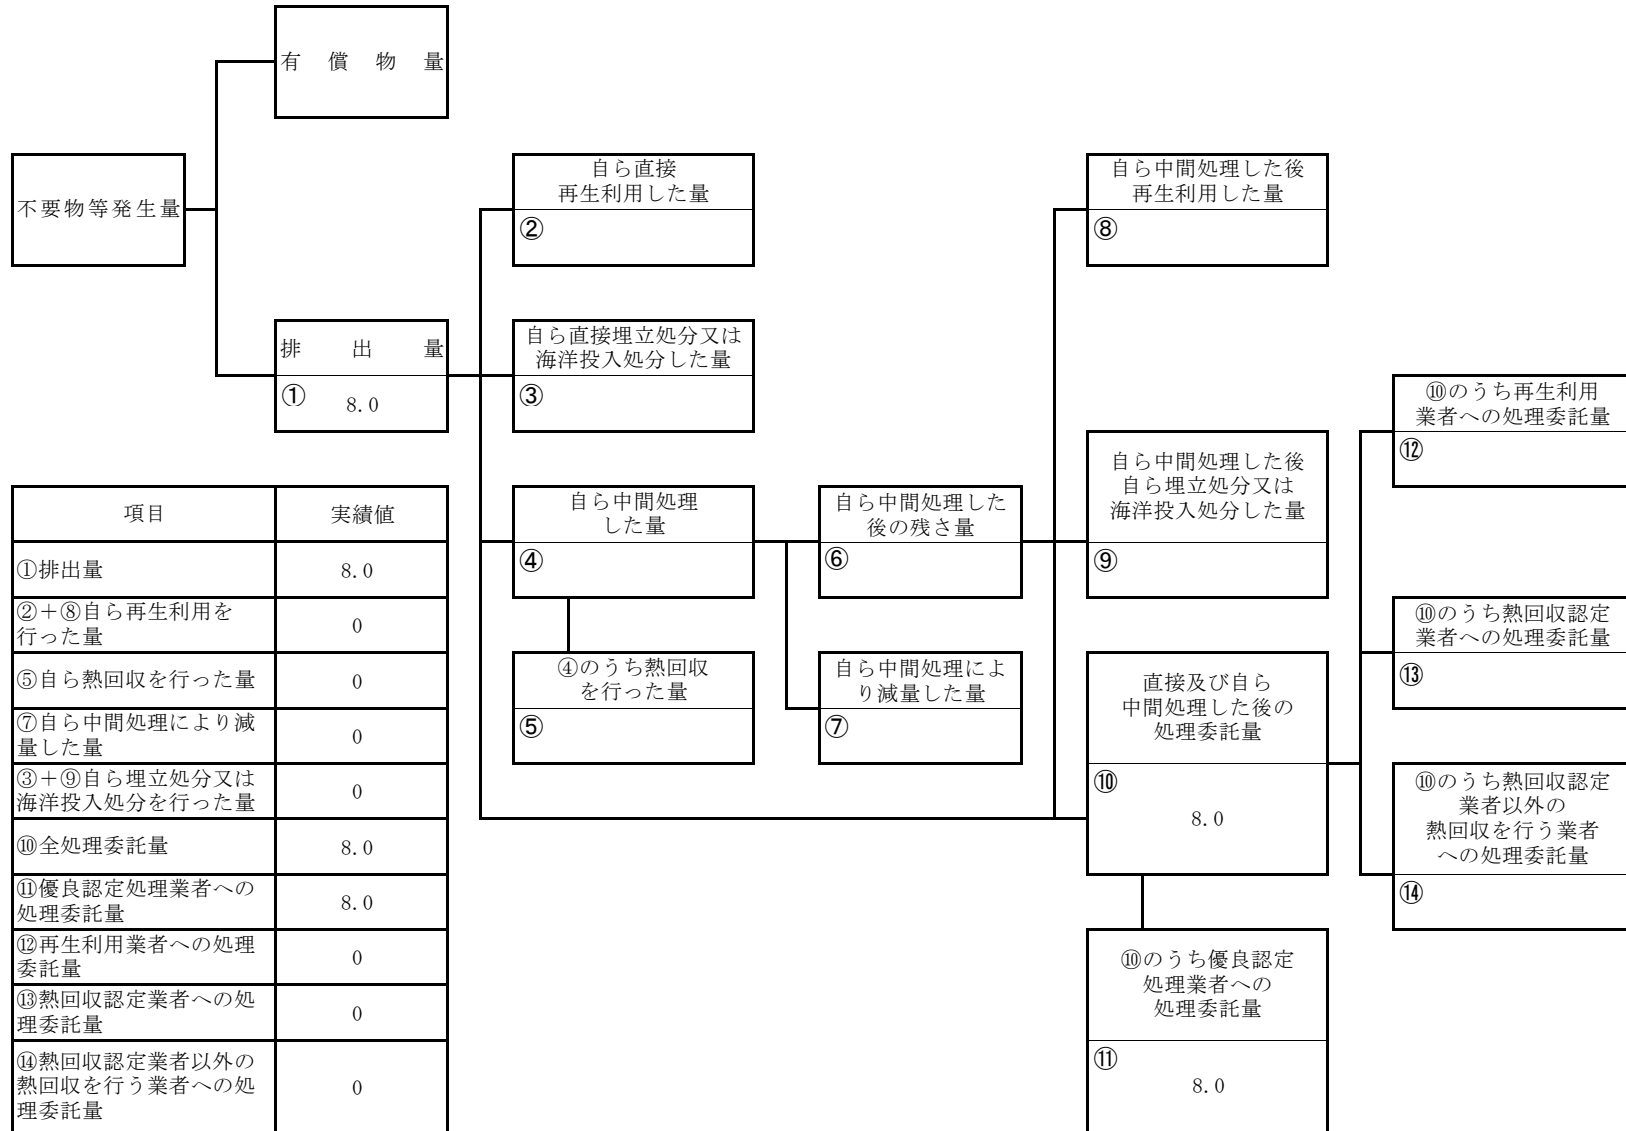 有償物量
不要物等発生量
自ら直接
再生利用した量
②
自ら中間処理した後
再生利用した量
⑧
排出量
① 8.0
自ら直接埋立処分又は
海洋投入処分した量
③
⑩のうち再生利用
業者への処理委託量
⑫
自ら中間処理
した量
④
自ら中間処理した
後の残さ量
⑥
自ら中間処理した後
自ら埋立処分又は
海洋投入処分した量
⑨
④のうち熱回収
を行った量
⑤
自ら中間処理によ
り減量した量
⑦
直接及び自ら
中間処理した後の
処理委託量
⑩
8.0
⑩のうち熱回収認定
業者への処理委託量
⑬
⑩のうち熱回収認定
業者以外の
熱回収を行う業者
への処理委託量
⑭
⑩のうち優良認定
処理業者への
処理委託量
⑪
8.0
項目 実績値
①排出量 8.0
②+⑧自ら再生利用を
行った量 0
⑤自ら熱回収を行った量 0
⑦自ら中間処理により減
量した量 0
③+⑨自ら埋立処分又は
海洋投入処分を行った量 0
⑩全処理委託量 8.0
⑪優良認定処理業者への
処理委託量 8.0
⑫再生利用業者への処理
委託量 0
⑬熱回収認定業者への処
理委託量 0
⑭熱回収認定業者以外の
熱回収を行う業者への処
理委託量 0